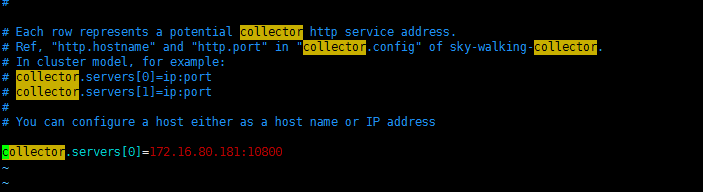 #
# Each row represents a potential collector http service address.
# Ref, "http.hostname" and "http.port" in "collector.config" of sky-walking-collector.
# In cluster model, for example:
# collector.servers[0]=ip:port
# collector.servers[1]=ip:port
#
# You can configure a host either as a host name or IP address
collector.servers[0]=172.16.80.181:10800
~
~